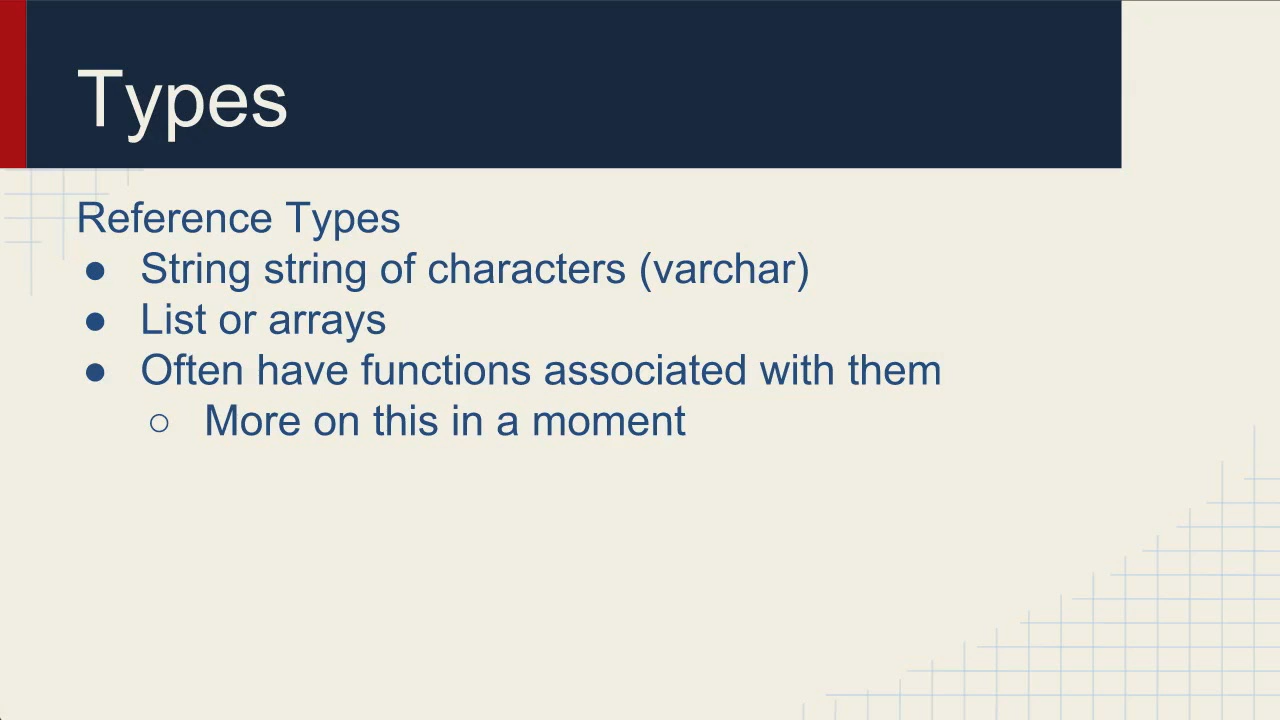 Types
Reference Types
● String string of characters (varchar)
● List or arrays
● Often have functions associated with them
○ More on this in a moment